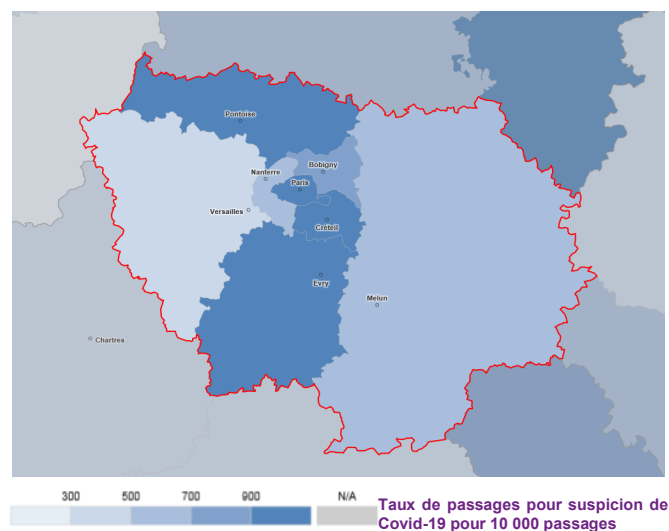 Pontoise
Bobigny
Nanterre
Paris
Versailles
Créteil
Evry
Melun
Chartres
300 500 700 900 N/A
Taux de passages pour suspicion de
Covid-19 pour 10 000 passages